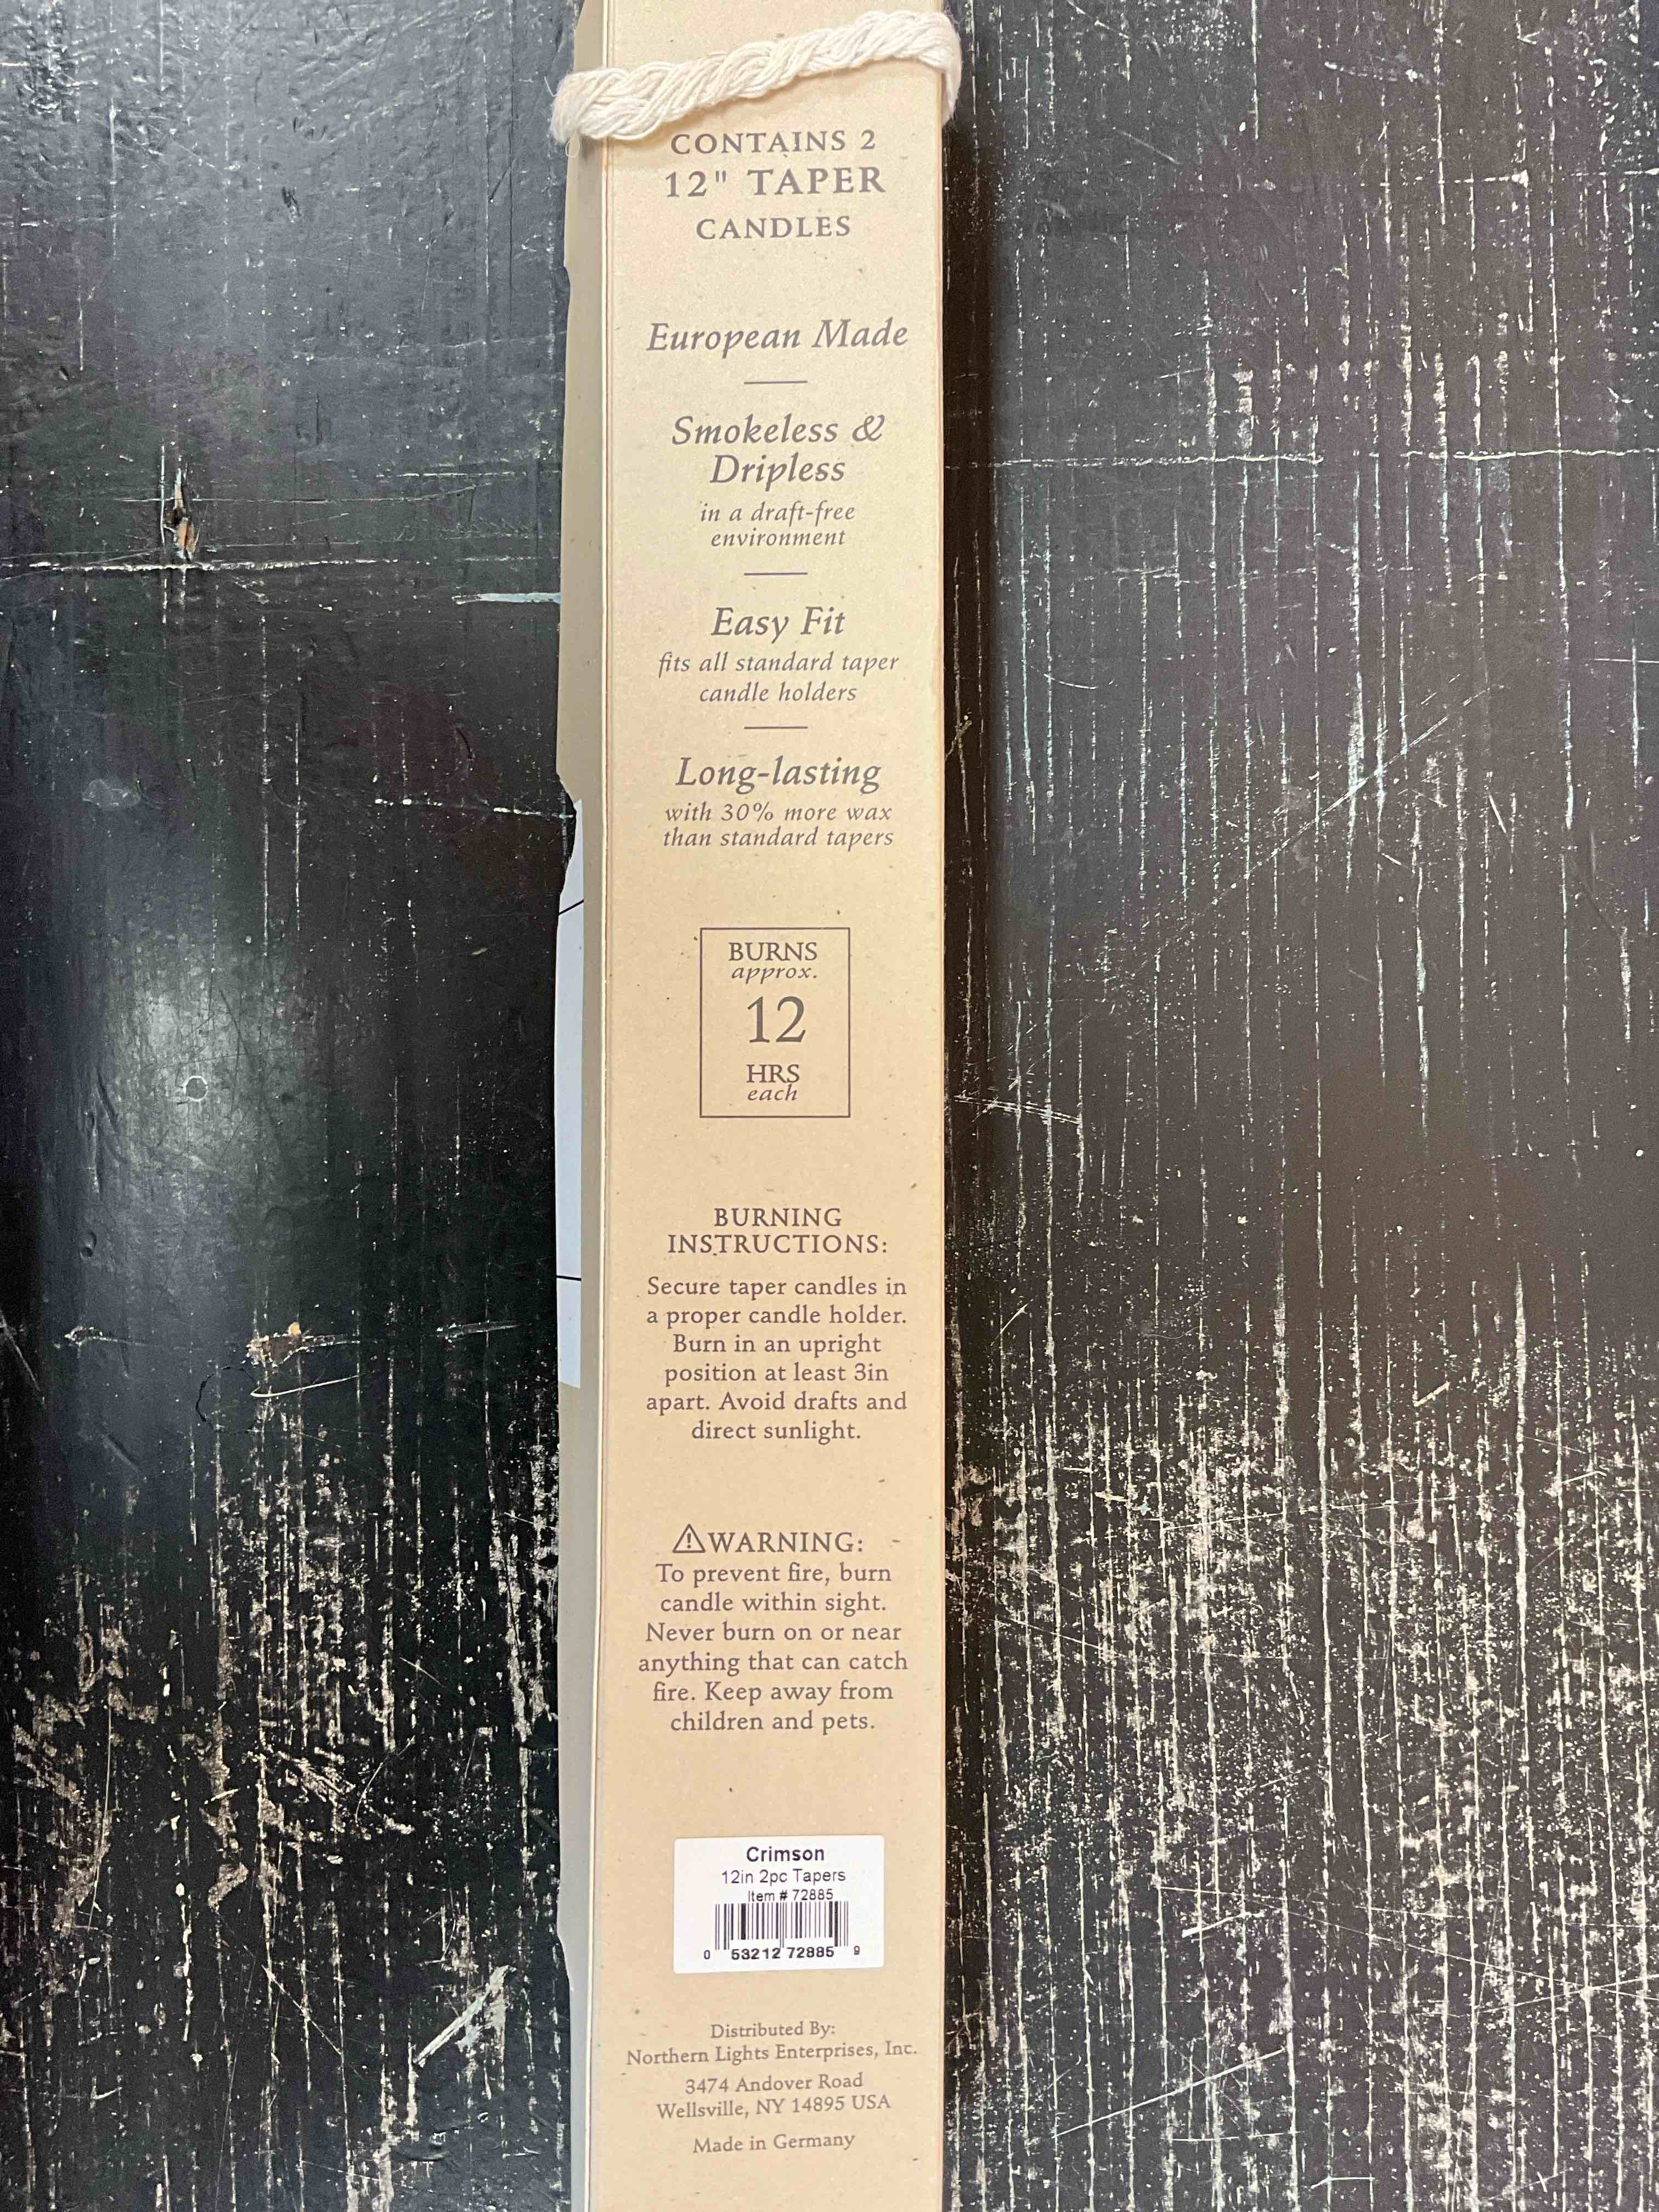 CONTAINS 2
12" TAPER
CANDLES
European Made
Smokeless &
Dripless
in a draft-free
environment
Easy Fit
fits all standard taper
candle holders
Long-lasting
with 30% more wax
than standard tapers
BURNS
approx.
12
HRS
each
BURNING
INSTRUCTIONS:
Secure taper candles in
a proper candle holder.
Burn in an upright
position at least 3in
apart. Avoid drafts and
direct sunlight.
⚠WARNING:
To prevent fire, burn
candle within sight.
Never burn on or near
anything that can catch
fire. Keep away from
children and pets.
Crimson
12in 2pc Tapers
Item # 72885
0 53212 72885 9
Distributed By:
Northern Lights Enterprises, Inc.
3474 Andover Road
Wellsville, NY 14895 USA
Made in Germany